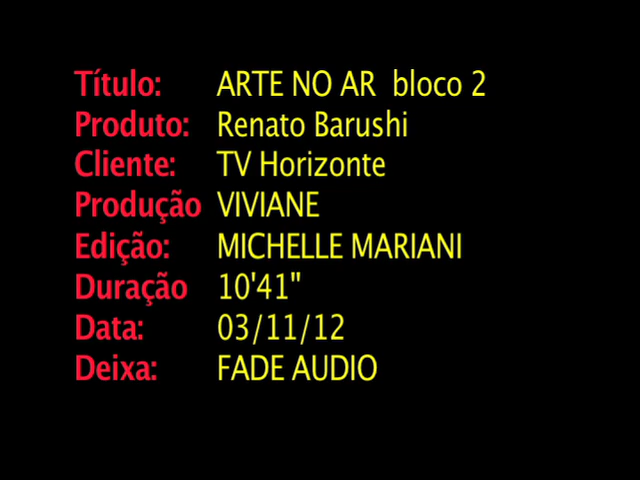 Título: ARTE NO AR bloco 2
Produto: Renato Barushi
Cliente: TV Horizonte
Produção VIVIANE
Edição: MICHELLE MARIANI
Duração 10'41"
Data: 03/11/12
Deixa: FADE AUDIO